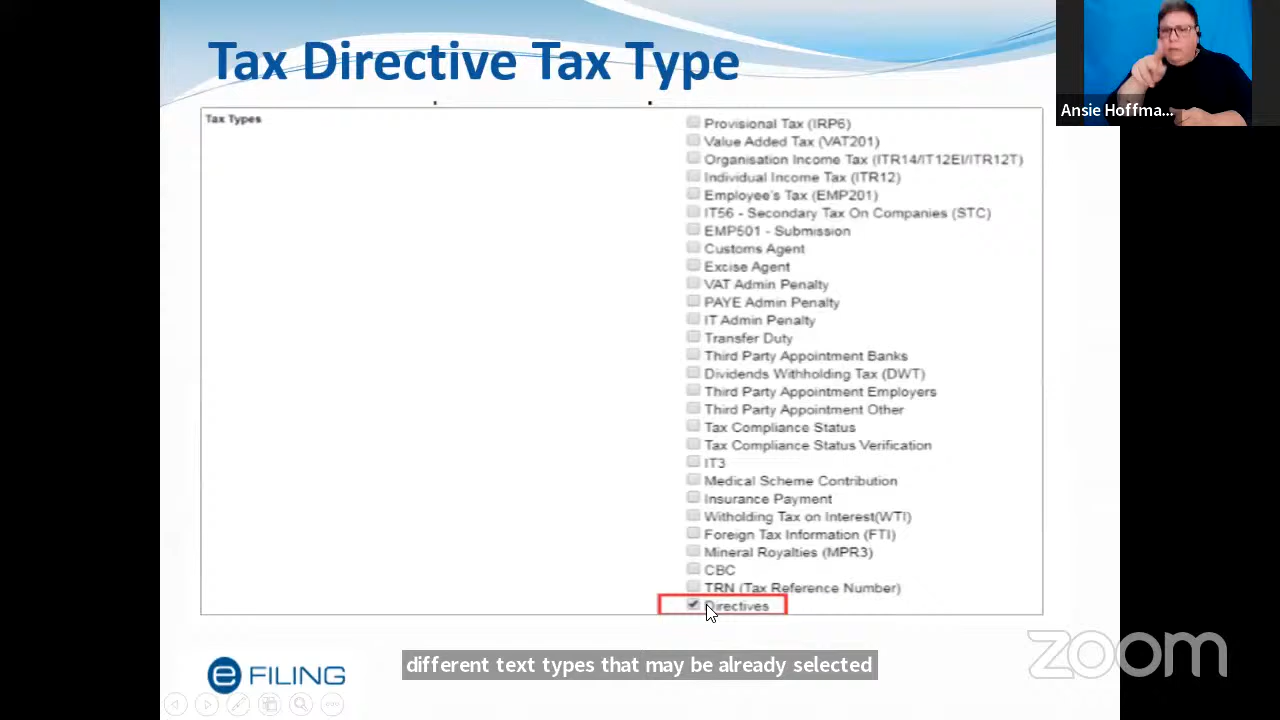 Tax Directive Tax Type
Ansie Hoffma...
Tax Types
Provisional Tax (IRP6)
Value Added Tax (VAT201)
Organisation Income Tax (ITR14/IT12EI/ITR12T)
Individual Income Tax (ITR12)
Employee's Tax (EMP201)
IT56 - Secondary Tax On Companies (STC)
EMP501 - Submission
Customs Agent
Excise Agent
VAT Admin Penalty
PAYE Admin Penalty
IT Admin Penalty
Transfer Duty
Third Party Appointment Banks
Dividends Withholding Tax (DWT)
Third Party Appointment Employers
Third Party Appointment Other
Tax Compliance Status
Tax Compliance Status Verification
IT3
Medical Scheme Contribution
Insurance Payment
Witholding Tax on Interest(WTI)
Foreign Tax Information (FTI)
Mineral Royalties (MPR3)
CBC
TRN (Tax Reference Number)
Directives
zoom
different text types that may be already selected
e FILING